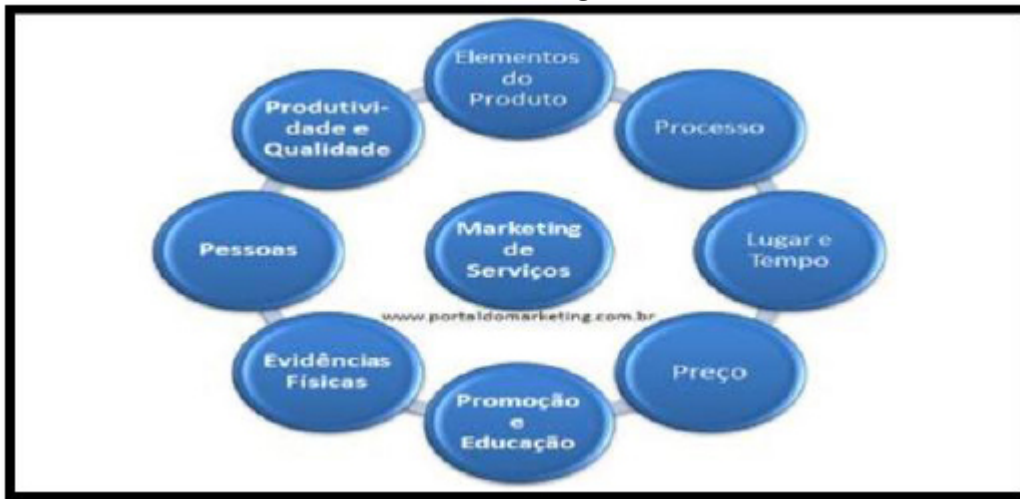 Elementos
do
Produto
Processo
Lugar e
Tempo
Preço
Promoção
e
Educação
Evidências
Físicas
Pessoas
Produtivi-
dade e
Qualidade
Marketing
de
Serviços
www.portaldomarketing.com.br